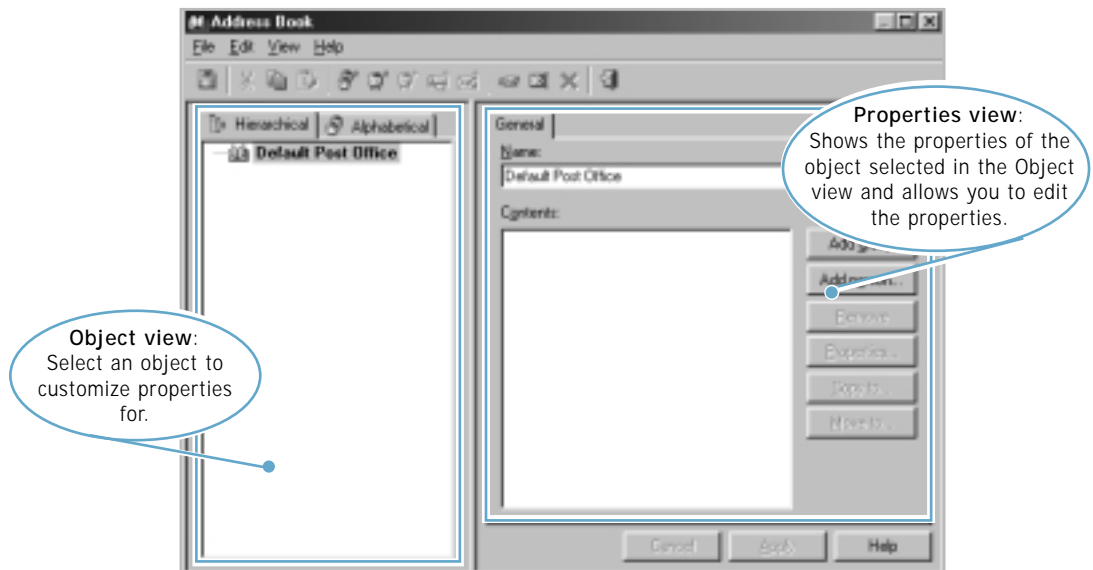 Address Book
File Edit View Help
Hierarchical Alphabetical
Default Post Office
General
Name:
Default Post Office
Contents:
Add
Add
Remove
Properties...
Copy to...
Move to...
Cancel Apply Help
Properties view:
Shows the properties of the
object selected in the Object
view and allows you to edit
the properties.
Object view:
Select an object to
customize properties
for.